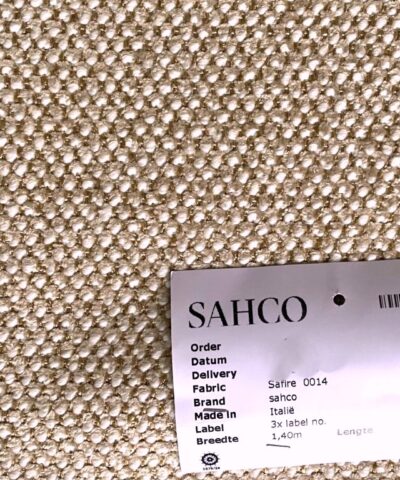 SAHCO
Order
Datum
Delivery
Fabric Safire 0014
Brand sahco
Made in Italië
Label 3x label no.
Breedte 1,40m Lengte